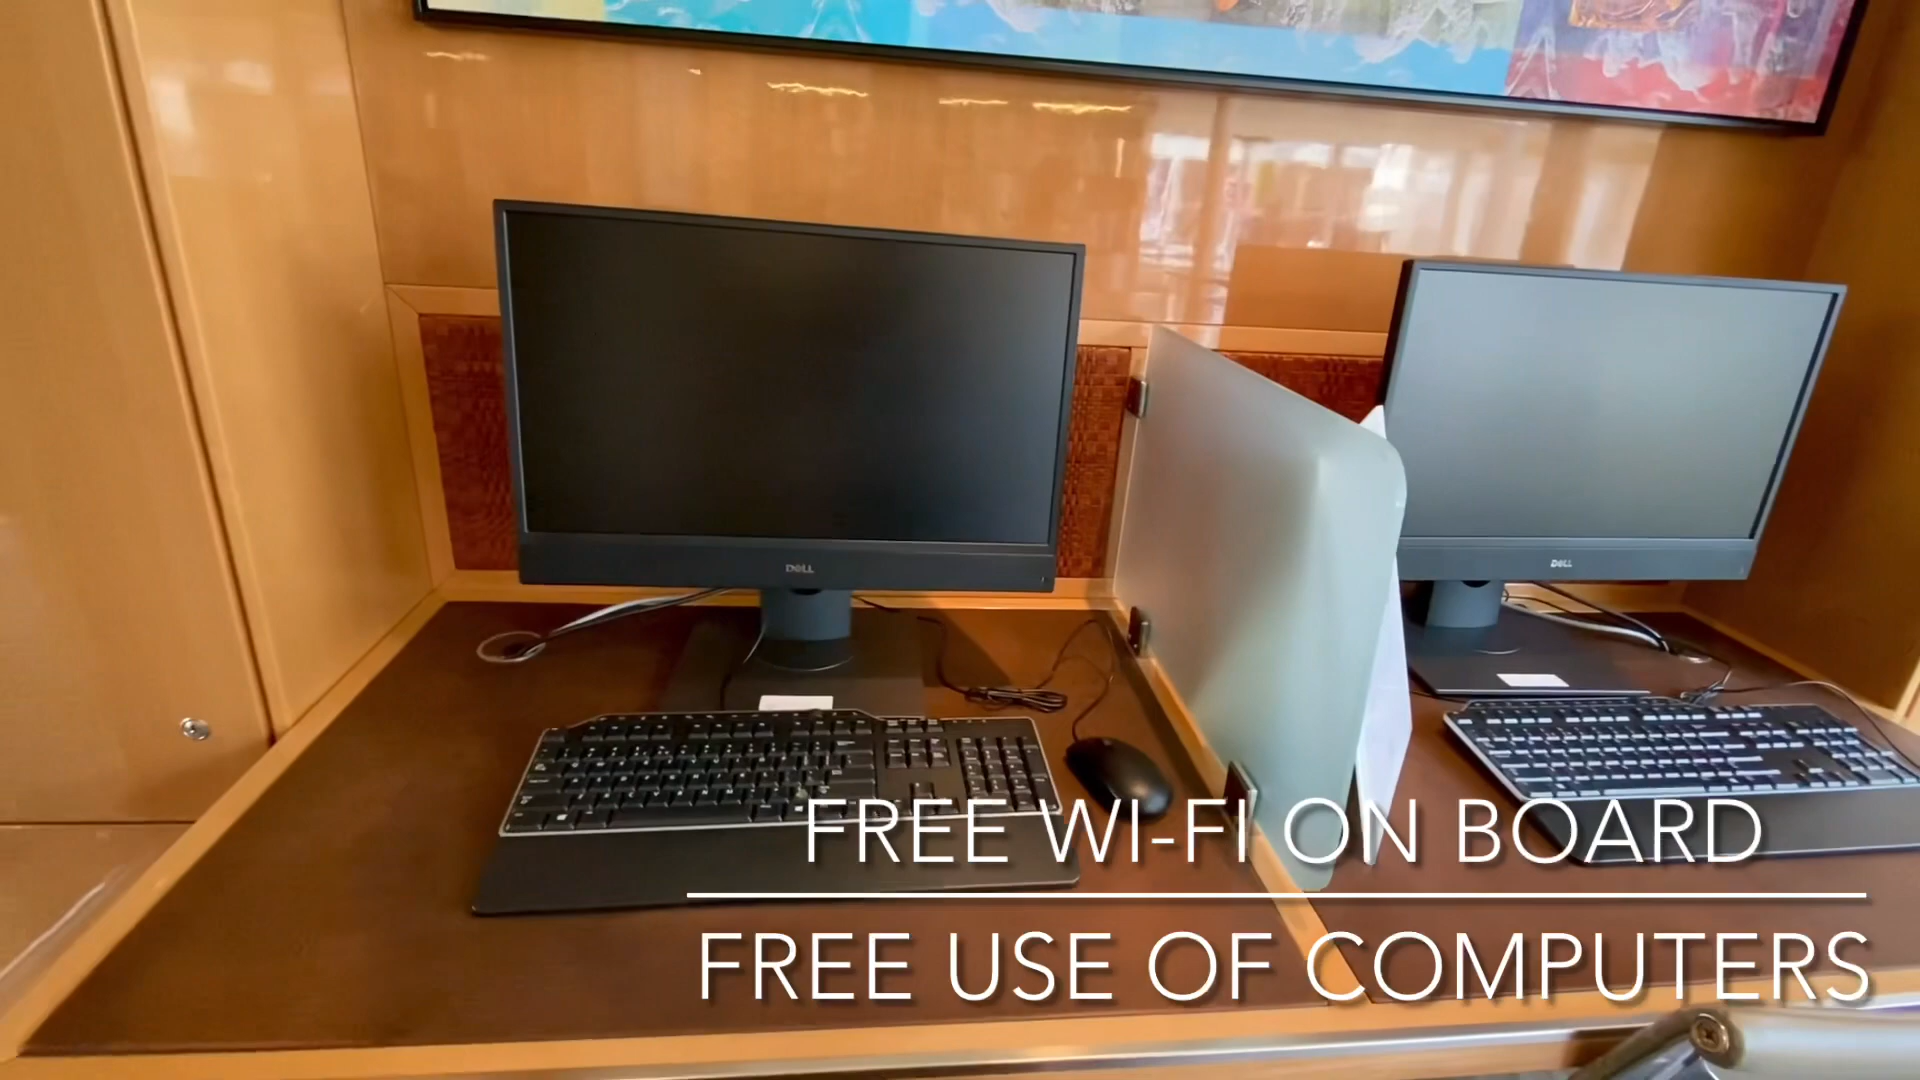 DELL
DELL
FREE WI-FI ON BOARD
FREE USE OF COMPUTERS